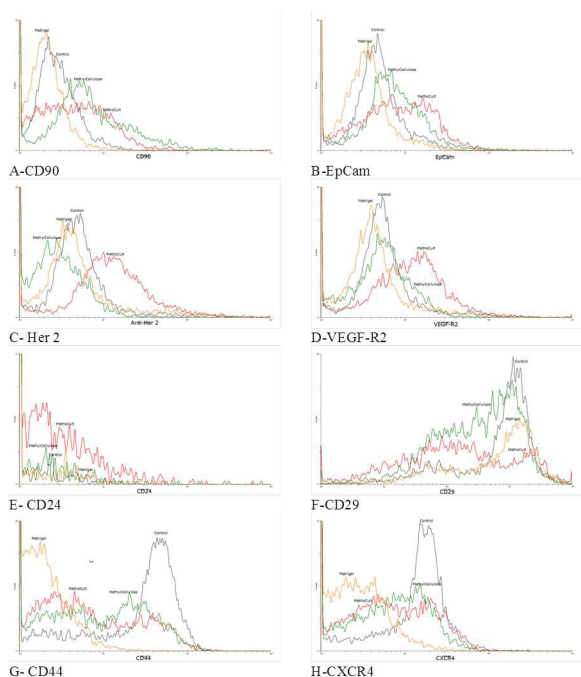 Matrigel
Control
MethylCellulose
MethoCult
CD90
A-CD90
Control
Matrigel
MethylCellulose
MethoCult
EpCam
B-EpCam
Control
Matrigel
MethylCellulose
MethoCult
Anti-Her 2
C- Her 2
Control
Matrigel
MethoCult
MethylCellulose
VEGF-R2
D-VEGF-R2
MethoCult
MethylCellulose
Control
Matrigel
CD24
E- CD24
Control
MethylCellulose
Matrigel
MethoCult
CD29
F-CD29
Control
Matrigel
MethoCult
MethylCellulose
CD44
G- CD44
Control
Matrigel
MethylCellulose
MethoCult
CXCR4
H-CXCR4